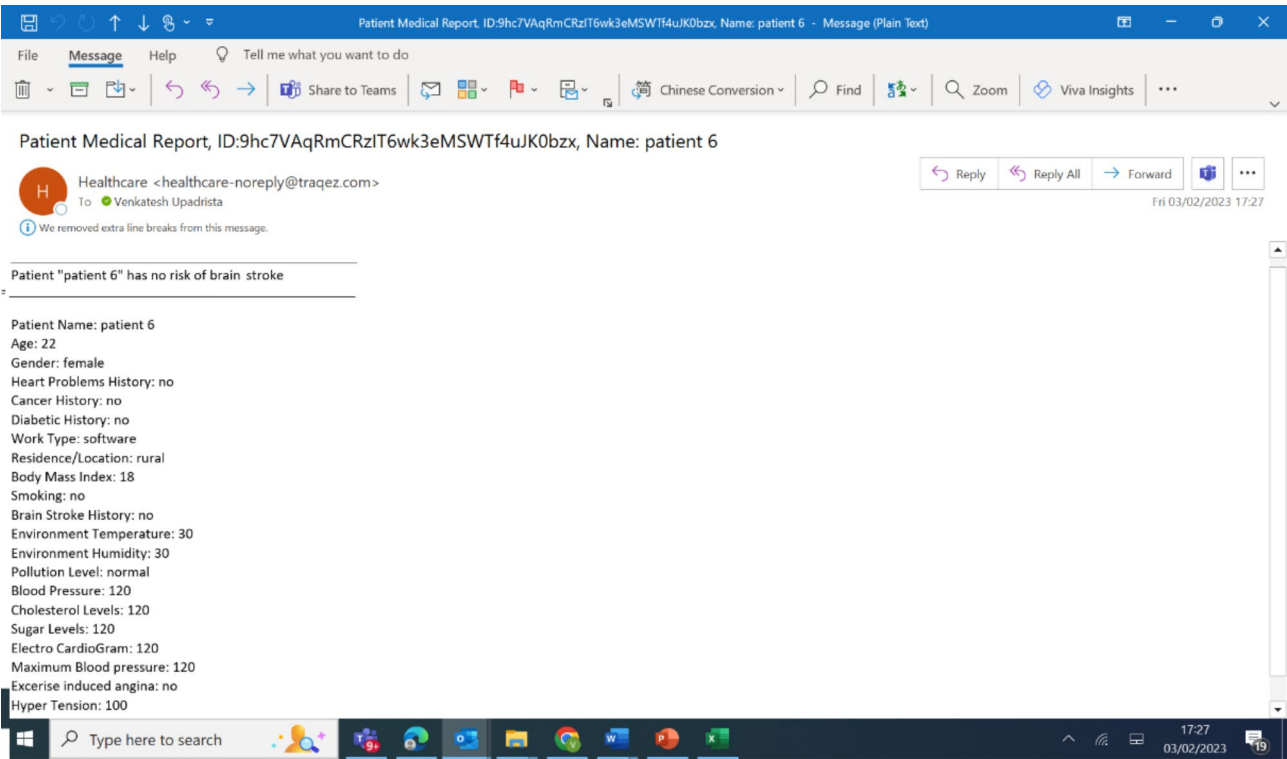 Patient Medical Report, ID:9hc7VAqRmCRzIT6wk3eMSWTf4uJK0bzx, Name: patient 6 - Message (Plain Text)
File Message Help Tell me what you want to do
Share to Teams Chinese Conversion Find Zoom Viva Insights
Patient Medical Report, ID:9hc7VAqRmCRzIT6wk3eMSWTf4uJK0bzx, Name: patient 6
H
Healthcare <healthcare-noreply@traqez.com>
To Venkatesh Upadrista
Reply Reply All Forward
Fri 03/02/2023 17:27
We removed extra line breaks from this message.
Patient "patient 6" has no risk of brain stroke
Patient Name: patient 6
Age: 22
Gender: female
Heart Problems History: no
Cancer History: no
Diabetic History: no
Work Type: software
Residence/Location: rural
Body Mass Index: 18
Smoking: no
Brain Stroke History: no
Environment Temperature: 30
Environment Humidity: 30
Pollution Level: normal
Blood Pressure: 120
Cholesterol Levels: 120
Sugar Levels: 120
Electro CardioGram: 120
Maximum Blood pressure: 120
Excerise induced angina: no
Hyper Tension: 100
Type here to search
17:27
03/02/2023
19